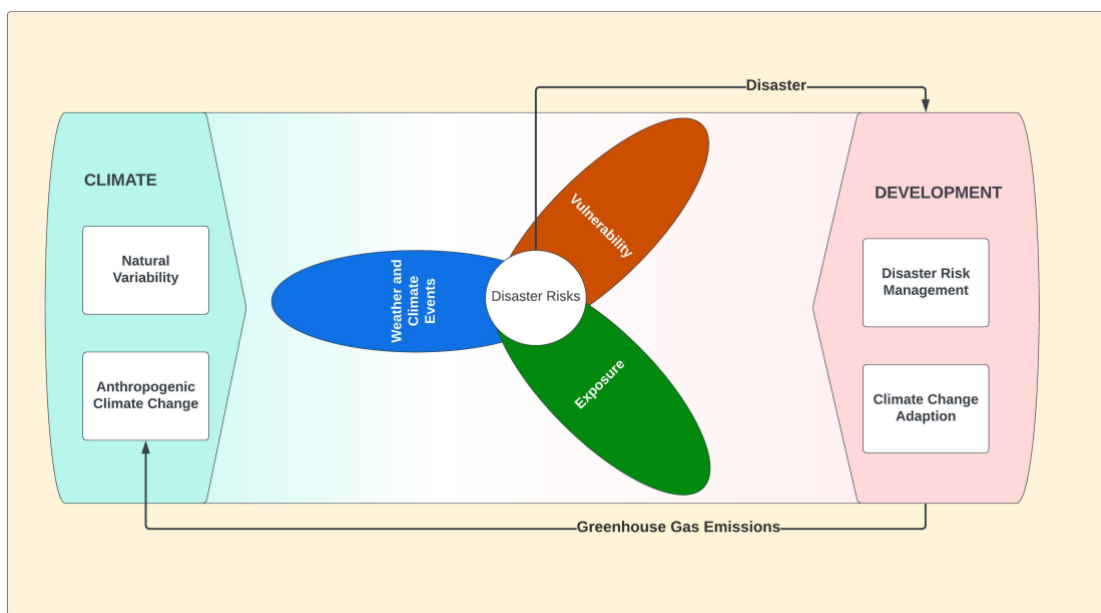 Disaster
CLIMATE
Natural
Variability
Anthropogenic
Climate Change
Weather and
Climate
Events
Disaster Risks
Vulnerability
Exposure
DEVELOPMENT
Disaster Risk
Management
Climate Change
Adaption
Greenhouse Gas Emissions